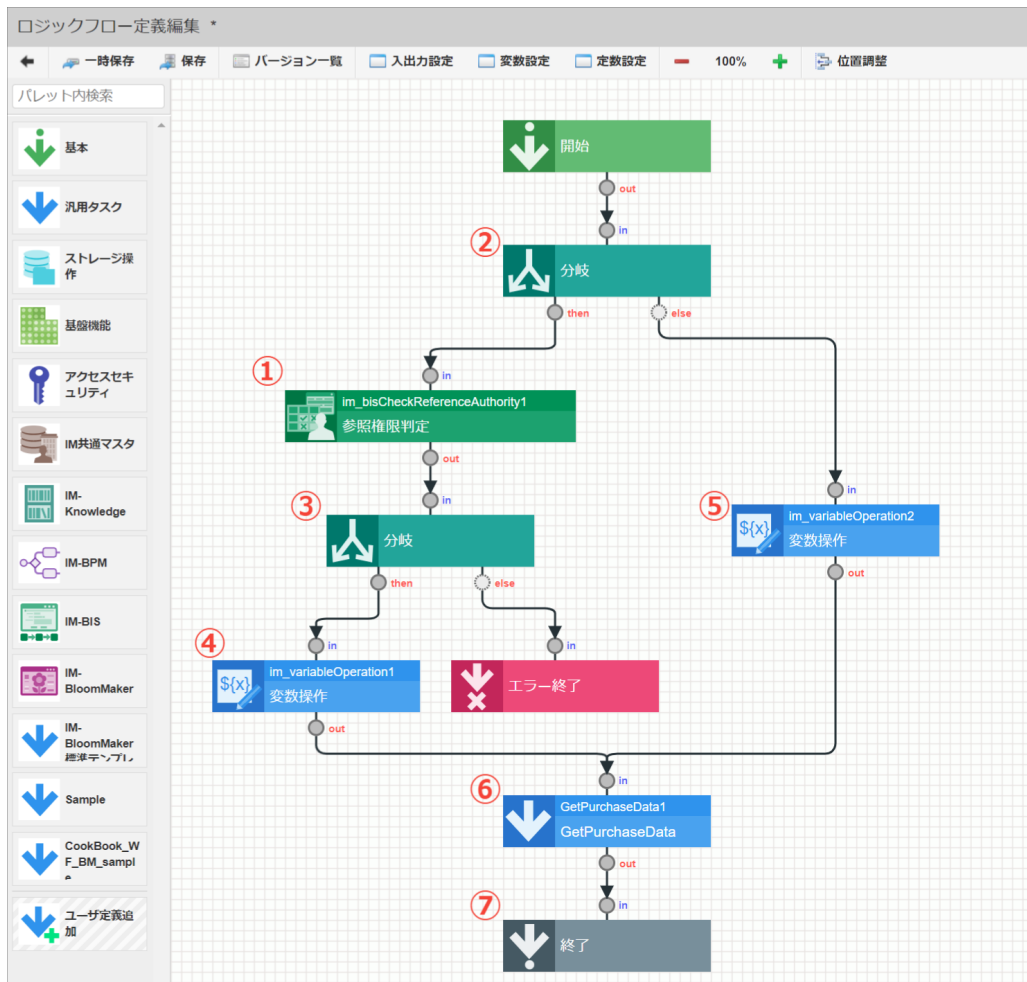 ロジックフロー定義編集 *
一時保存
保存
バージョン一覧
入出力設定
変数設定
定数設定
100%
位置調整
パレット内検索
基本
汎用タスク
ストレージ操
作
基盤機能
アクセスセキ
ュリティ
IM共通マスタ
IM-
Knowledge
IM-BPM
IM-BIS
IM-
BloomMaker
IM-
BloomMaker
標準テンプレ
Sample
CookBook_W
F_BM_sampl
e
ユーザ定義追
加
開始
out
in
②
分岐
then
else
①
in
im_bisCheckReferenceAuthority1
参照権限判定
out
in
③
分岐
then
else
⑤
in
${x}
im_variableOperation2
変数操作
out
④
in
${x}
im_variableOperation1
変数操作
out
in
エラー終了
in
⑥
GetPurchaseData1
GetPurchaseData
out
in
⑦
終了